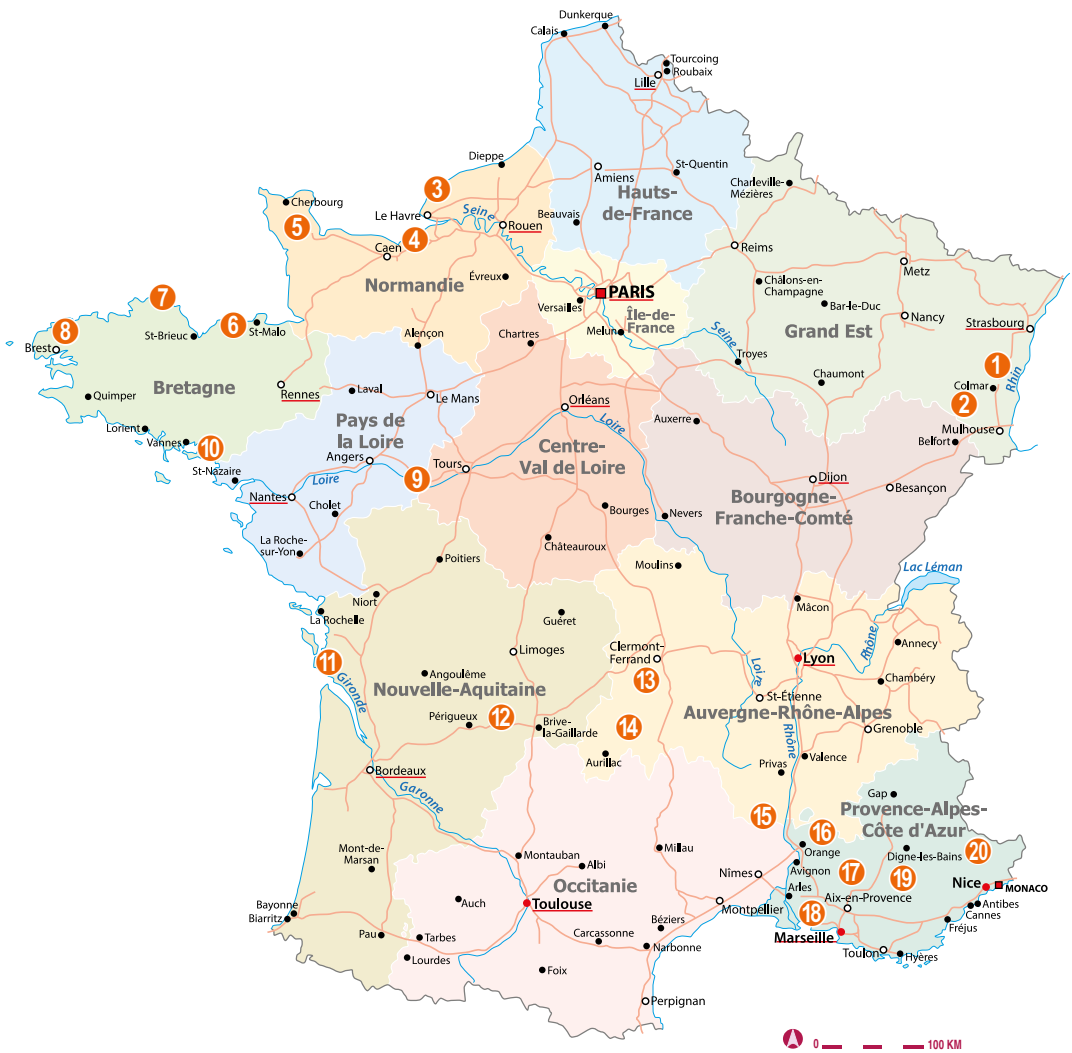 Dunkerque
Calais
Tourcoing
Roubaix
Lille
Dieppe
St-Quentin
Amiens
Charleville-
Mézières
Hauts-
de-France
Cherbourg
3
Le Havre
Seine
Rouen
Beauvais
5
4
Caen
Reims
Metz
Normandie
Évreux
Châlons-en-
Champagne
7
PARIS
Versailles
Bar-le-Duc
Île-de-
France
Nancy
Grand Est
Strasbourg
8
6
St-Malo
St-Brieuc
Brest
Alençon
Chartres
Melun
Seine
Troyes
1
Rhin
Chaumont
Colmar
Bretagne
Quimper
Rennes
Laval
Le Mans
Orléans
Loire
Auxerre
2
Mulhouse
Belfort
Lorient
Vannes
10
Pays de
la Loire
Angers
Centre-
Val de Loire
Tours
St-Nazaire
Loire
9
Dijon
Besançon
Nantes
Cholet
Bourges
Nevers
Bourgogne-
Franche-Comté
La Roche-
sur-Yon
Châteauroux
Poitiers
Moulins
Lac Léman
Niort
La Rochelle
Guéret
Mâcon
Annecy
Rhône
11
Limoges
Clermont-
Ferrand
Lyon
Loire
Angoulême
13
Chambéry
Gironde
Nouvelle-Aquitaine
St-Étienne
Auvergne-Rhône-Alpes
Périgueux
12
Brive-
la-Gaillarde
14
Rhône
Grenoble
Aurillac
Valence
Privas
Bordeaux
Garonne
Gap
Provence-Alpes-
Côte d'Azur
15
16
Orange
Mont-de-
Marsan
Montauban
Albi
Millau
Digne-les-Bains
20
Avignon
17
19
Nîmes
Nice
MONACO
Occitanie
Arles
Aix-en-Provence
Auch
Toulouse
Montpellier
Antibes
Cannes
Bayonne
Biarritz
18
Fréjus
Béziers
Marseille
Pau
Tarbes
Carcassonne
Narbonne
Toulon
Hyères
Lourdes
Foix
Perpignan
0
100 KM